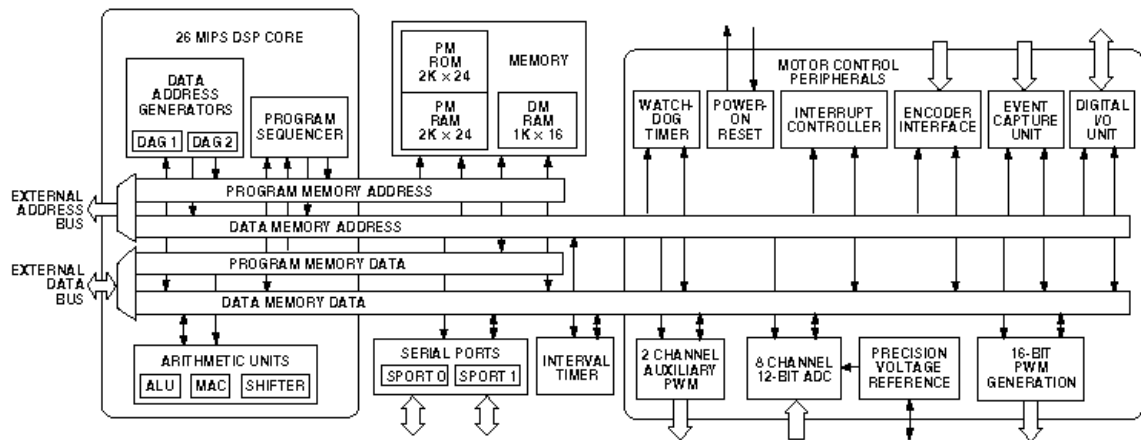 26 MIPS DSP CORE
DATA
ADDRESS
GENERATORS
DAG 1
DAG 2
PROGRAM
SEQUENCER
PM
ROM
2K × 24
MEMORY
PM
RAM
2K × 24
DM
RAM
1K × 16
MOTOR CONTROL
PERIPHERALS
WATCH-
DOG
TIMER
POWER-
ON
RESET
INTERRUPT
CONTROLLER
ENCODER
INTERFACE
EVENT
CAPTURE
UNIT
DIGITAL
I/O
UNIT
EXTERNAL
ADDRESS
BUS
PROGRAM MEMORY ADDRESS
DATA MEMORY ADDRESS
EXTERNAL
DATA
BUS
PROGRAM MEMORY DATA
DATA MEMORY DATA
ARITHMETIC UNITS
ALU
MAC
SHIFTER
SERIAL PORTS
SPORT 0
SPORT 1
INTERVAL
TIMER
2 CHANNEL
AUXILIARY
PWM
8 CHANNEL
12-BIT ADC
PRECISION
VOLTAGE
REFERENCE
16-BIT
PWM
GENERATION